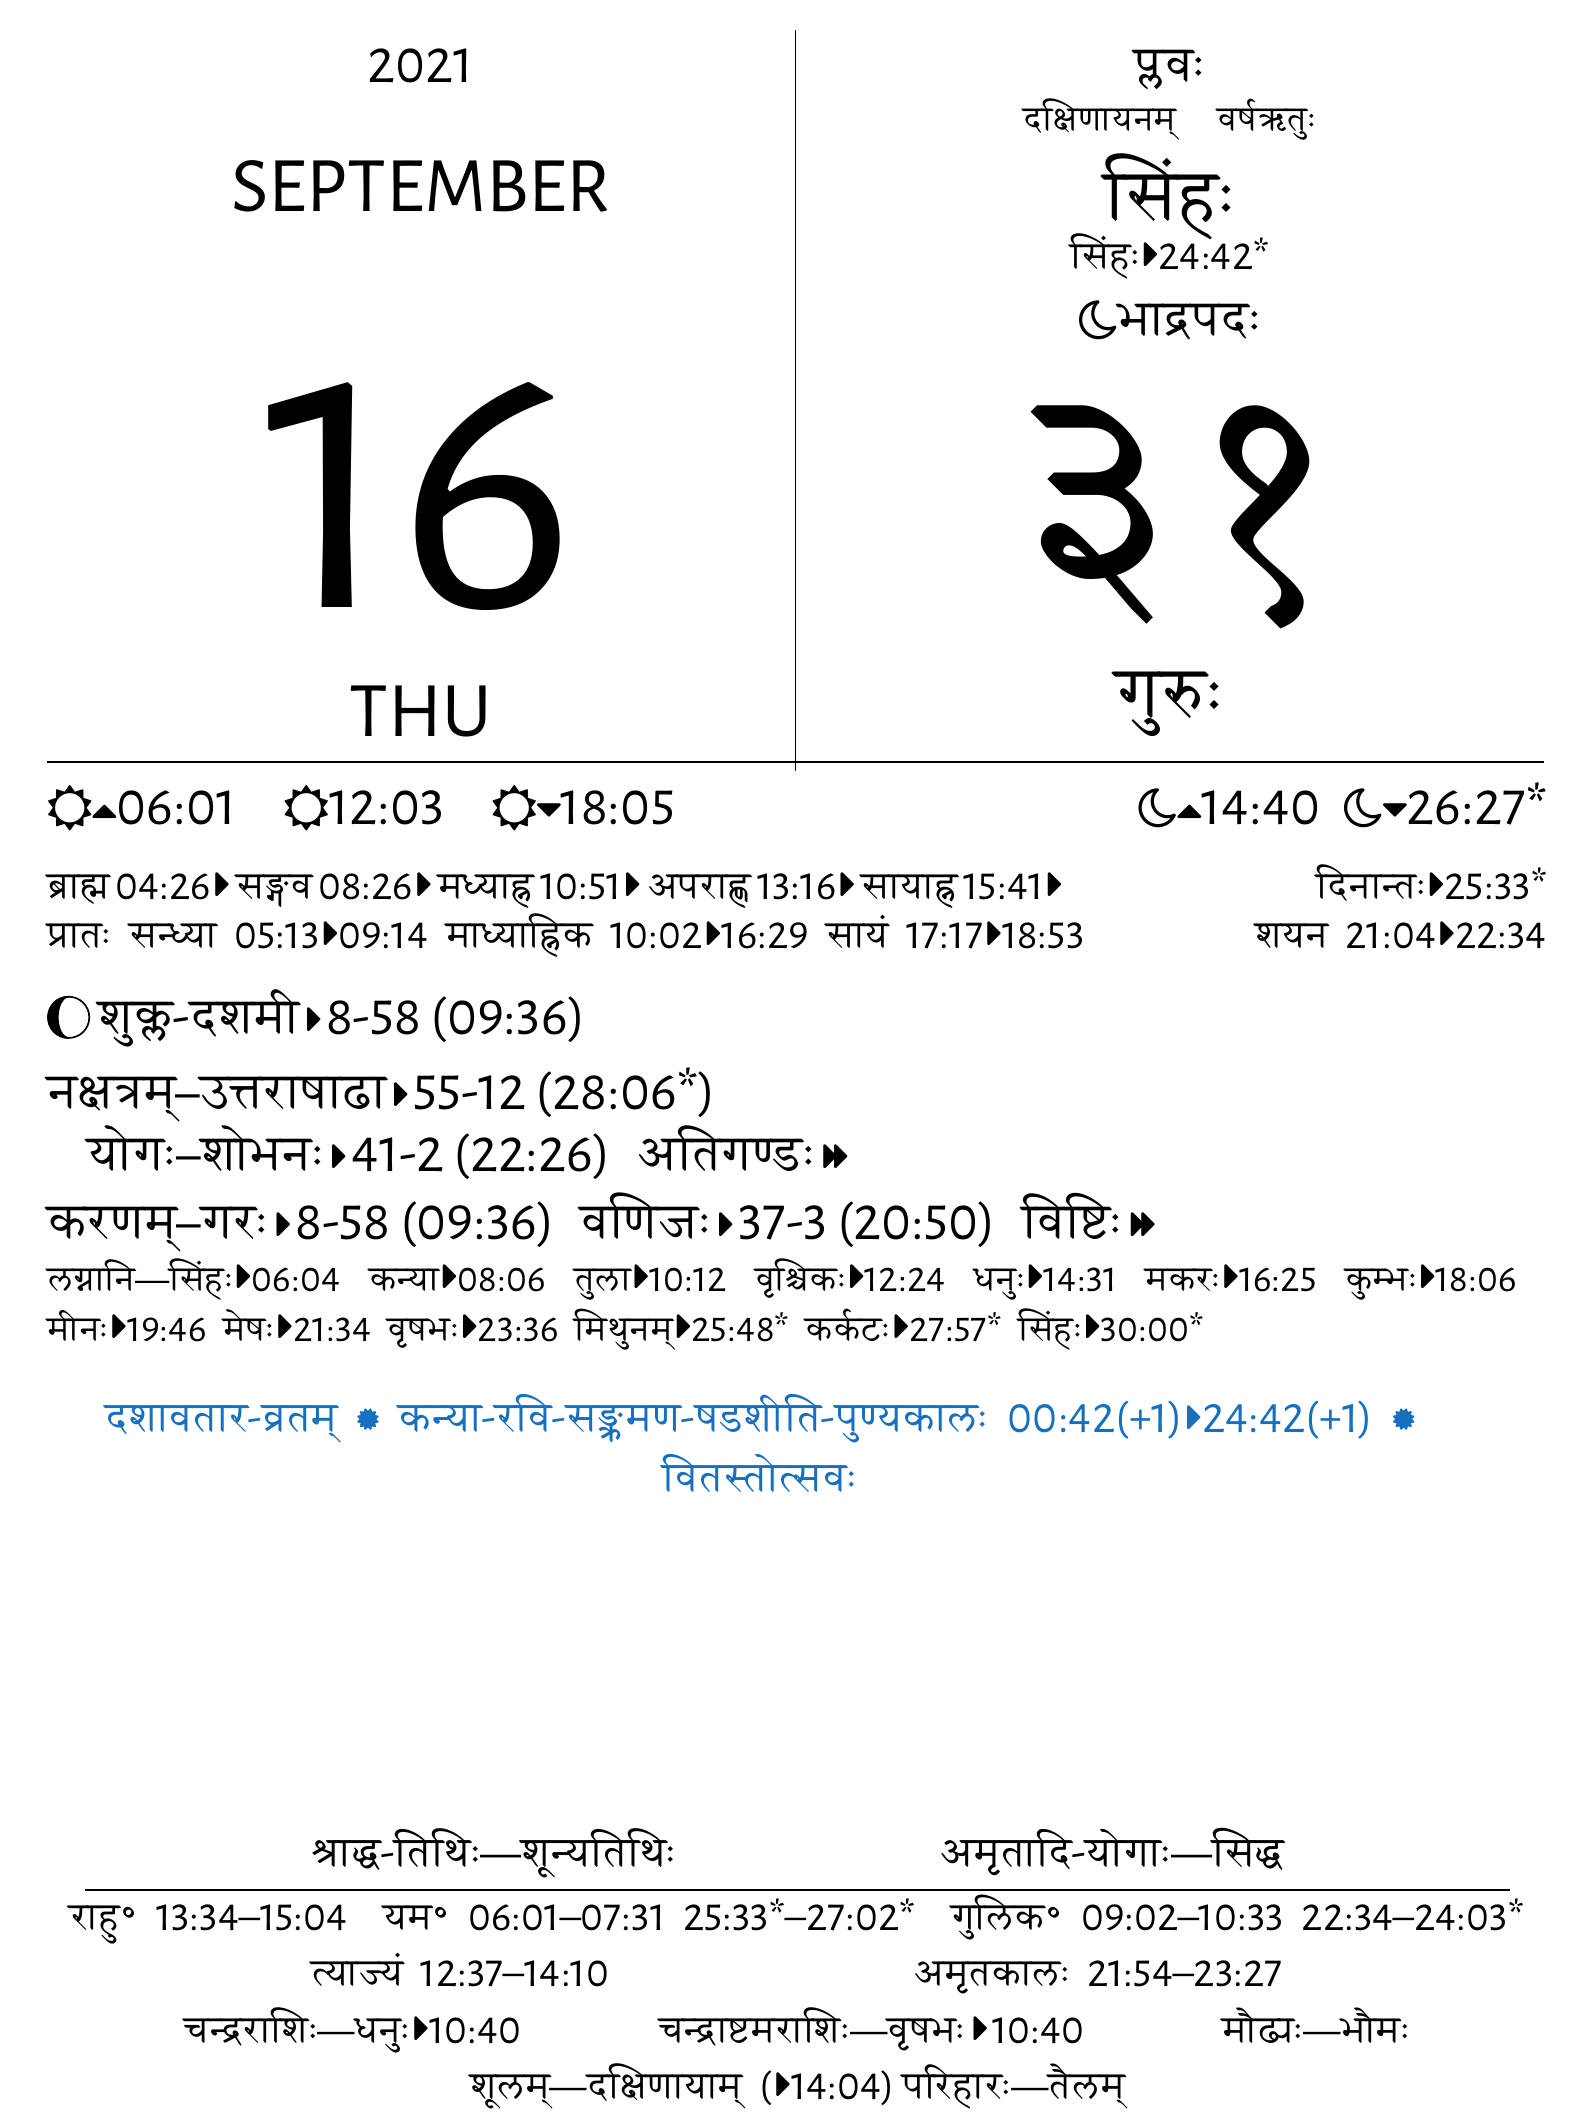 2021
SEPTEMBER
16
THU
प्लवः
दक्षिणायनम् वर्षऋतुः
सिंहः
सिंहः⏵24:42*
भाद्रपदः
३१
गुरुः
06:01 12:03 18:05 14:40 26:27*
ब्राह्म 04:26⏵ सङ्गव 08:26⏵ मध्याह्न 10:51⏵ अपराह्ण 13:16⏵ सायाह्न 15:41⏵ दिनान्तः⏵25:33*
प्रातः सन्ध्या 05:13⏵09:14 माध्याह्निक 10:02⏵16:29 सायं 17:17⏵18:53 शयन 21:04⏵22:34
शुक्ल-दशमी⏵8-58 (09:36)
नक्षत्रम्–उत्तराषाढा⏵55-12 (28:06*)
योगः–शोभनः⏵41-2 (22:26) अतिगण्डः⏩
करणम्–गरः⏵8-58 (09:36) वणिजः⏵37-3 (20:50) विष्टिः⏩
लग्नानि—सिंहः⏵06:04 कन्या⏵08:06 तुला⏵10:12 वृश्चिकः⏵12:24 धनुः⏵14:31 मकरः⏵16:25 कुम्भः⏵18:06
मीनः⏵19:46 मेषः⏵21:34 वृषभः⏵23:36 मिथुनम्⏵25:48* कर्कटः⏵27:57* सिंहः⏵30:00*
दशावतार-व्रतम् ✹ कन्या-रवि-सङ्क्रमण-षडशीति-पुण्यकालः 00:42(+1)⏵24:42(+1) ✹
वितस्तोत्सवः
श्राद्ध-तिथिः—शून्यतिथिः अमृतादि-योगाः—सिद्ध
राहु° 13:34–15:04 यम° 06:01–07:31 25:33*–27:02* गुलिक° 09:02–10:33 22:34–24:03*
त्याज्यं 12:37–14:10 अमृतकालः 21:54–23:27
चन्द्रराशिः—धनुः⏵10:40 चन्द्राष्टमराशिः—वृषभः⏵10:40 मौढ्यः—भौमः
शूलम्—दक्षिणायाम् (⏵14:04) परिहारः—तैलम्